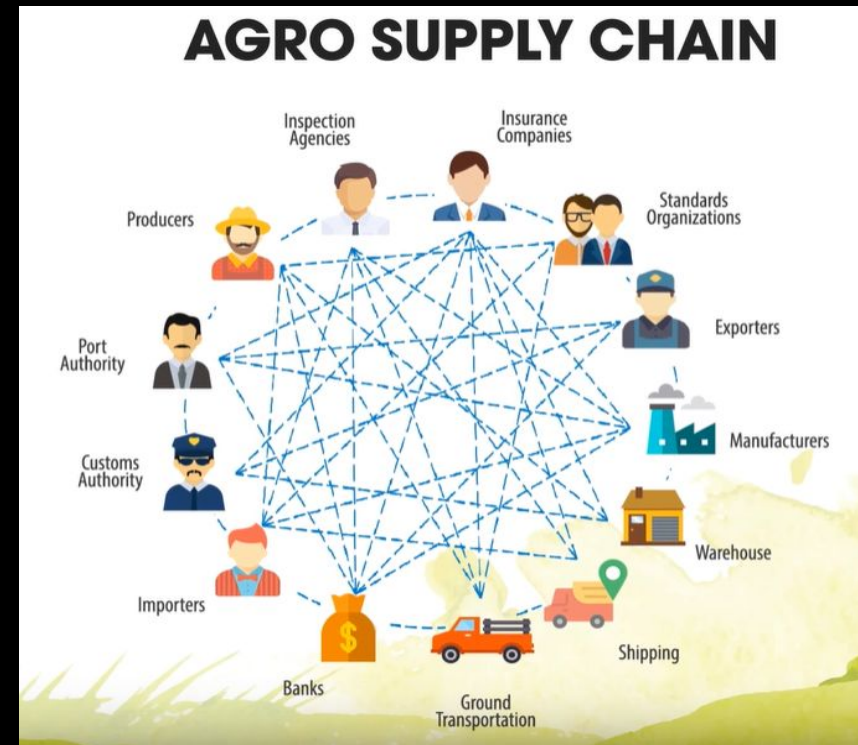 AGRO SUPPLY CHAIN
Inspection
Agencies
Insurance
Companies
Standards
Organizations
Producers
Exporters
Port
Authority
Manufacturers
Customs
Authority
Warehouse
Importers
Shipping
Banks
Ground
Transportation
$